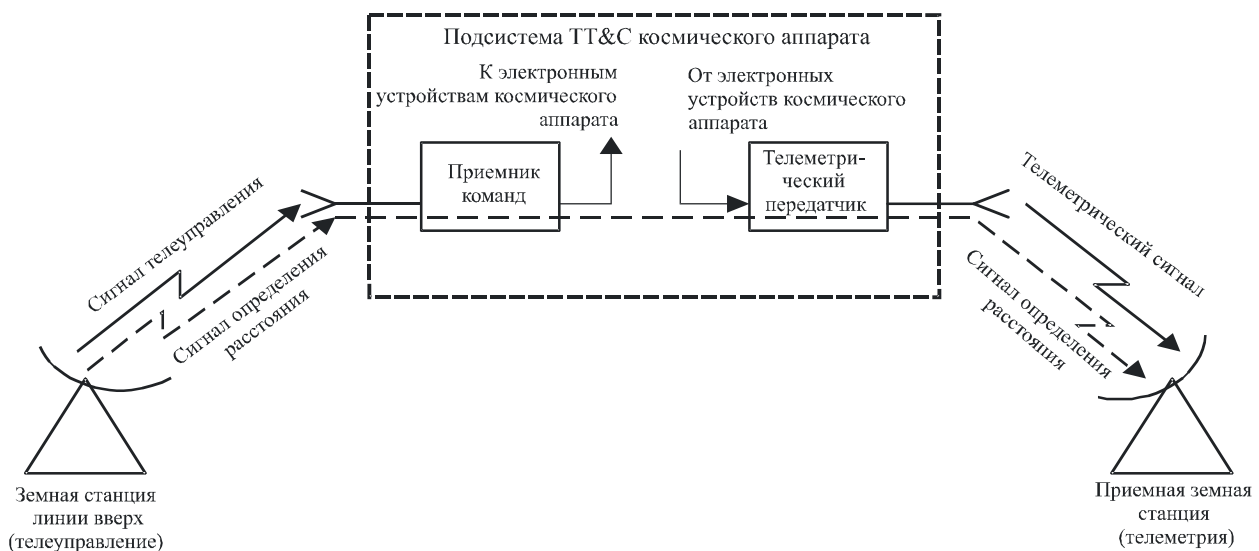 Подсистема TT&C космического аппарата
К электронным
устройствам космического
аппарата
От электронных
устройств космического
аппарата
Приемник
команд
Телеметри-
ческий
передатчик
Сигнал телеуправления
Сигнал определения
расстояния
Телеметрический сигнал
Сигнал определения
расстояпия
Земная станция
линии вверх
(телеуправление)
Приемная земная
станция
(телеметрия)